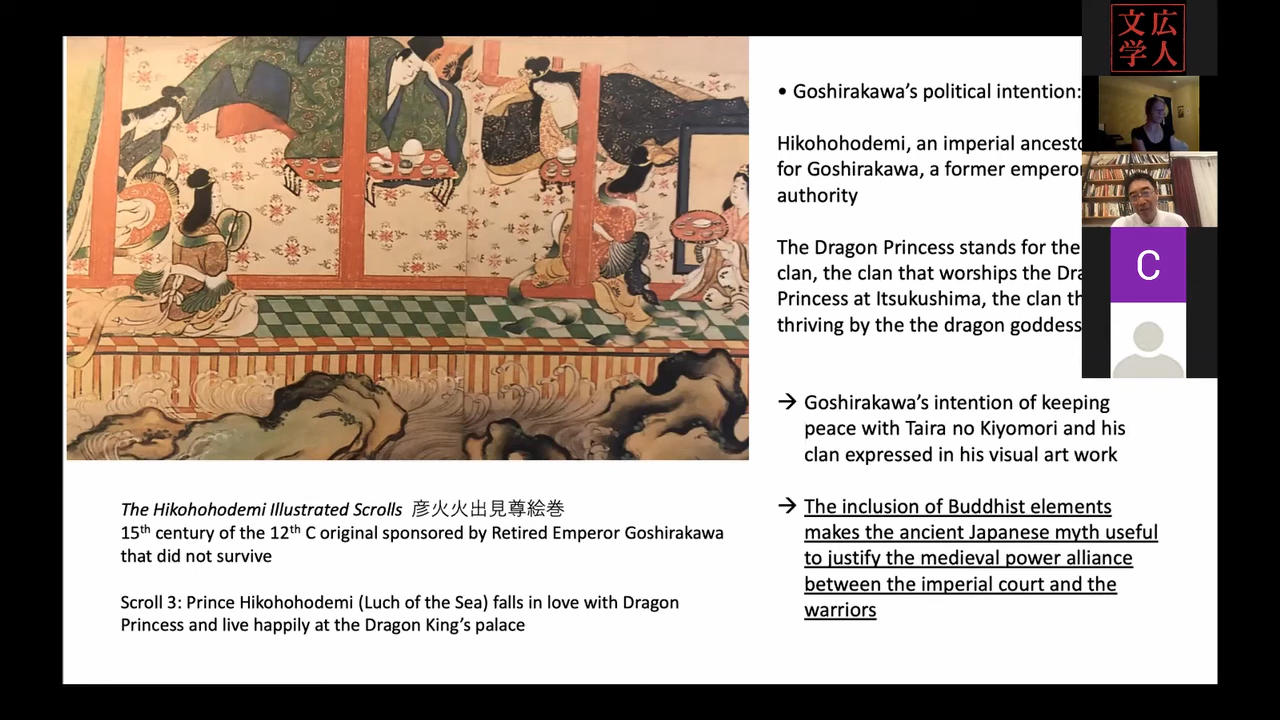 • Goshirakawa’s political intention:
Hikohohodemi, an imperial
for Goshirakawa, a former
authority
The Dragon Princess stands for the
clan, the clan that worships the
Princess at Itsukushima, the clan
thriving by the the dragon goddess
→ Goshirakawa’s intention of keeping
peace with Taira no Kiyomori and his
clan expressed in his visual art work
→ The inclusion of Buddhist elements
makes the ancient Japanese myth useful
to justify the medieval power alliance
between the imperial court and the
warriors
The Hikohohodemi Illustrated Scrolls 彦火火出見尊絵巻
15th century of the 12th C original sponsored by Retired Emperor Goshirakawa
that did not survive
Scroll 3: Prince Hikohohodemi (Luch of the Sea) falls in love with Dragon
Princess and live happily at the Dragon King’s palace
文広
学人
C